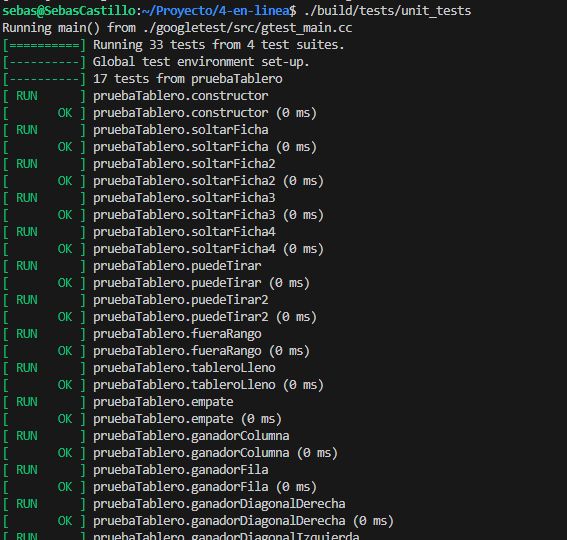 sebas@SebasCastillo:~/Proyecto/4-en-linea$ ./build/tests/unit_tests
Running main() from ./googletest/src/gtest_main.cc
[==========] Running 33 tests from 4 test suites.
[----------] Global test environment set-up.
[----------] 17 tests from pruebaTablero
[ RUN      ] pruebaTablero.constructor
[       OK ] pruebaTablero.constructor (0 ms)
[ RUN      ] pruebaTablero.soltarFicha
[       OK ] pruebaTablero.soltarFicha (0 ms)
[ RUN      ] pruebaTablero.soltarFicha2
[       OK ] pruebaTablero.soltarFicha2 (0 ms)
[ RUN      ] pruebaTablero.soltarFicha3
[       OK ] pruebaTablero.soltarFicha3 (0 ms)
[ RUN      ] pruebaTablero.soltarFicha4
[       OK ] pruebaTablero.soltarFicha4 (0 ms)
[ RUN      ] pruebaTablero.puedeTirar
[       OK ] pruebaTablero.puedeTirar (0 ms)
[ RUN      ] pruebaTablero.puedeTirar2
[       OK ] pruebaTablero.puedeTirar2 (0 ms)
[ RUN      ] pruebaTablero.fueraRango
[       OK ] pruebaTablero.fueraRango (0 ms)
[ RUN      ] pruebaTablero.tableroLleno
[       OK ] pruebaTablero.tableroLleno (0 ms)
[ RUN      ] pruebaTablero.empate
[       OK ] pruebaTablero.empate (0 ms)
[ RUN      ] pruebaTablero.ganadorColumna
[       OK ] pruebaTablero.ganadorColumna (0 ms)
[ RUN      ] pruebaTablero.ganadorFila
[       OK ] pruebaTablero.ganadorFila (0 ms)
[ RUN      ] pruebaTablero.ganadorDiagonalDerecha
[       OK ] pruebaTablero.ganadorDiagonalDerecha (0 ms)
[ RUN      ] pruebaTablero.ganadorDiagonalIzquierda